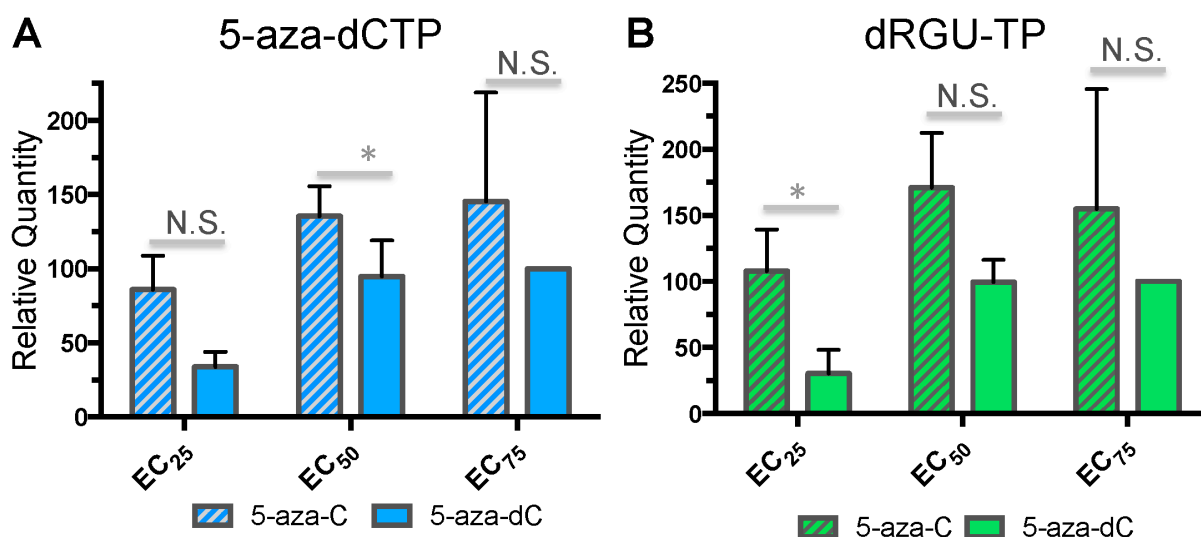 A
5-aza-dCTP
Relative Quantity
200
150
100
50
0
N.S.
*
N.S.
EC25
EC50
EC75
5-aza-C
5-aza-dC
B
dRGU-TP
Relative Quantity
250
200
150
100
50
0
*
N.S.
N.S.
EC25
EC50
EC75
5-aza-C
5-aza-dC